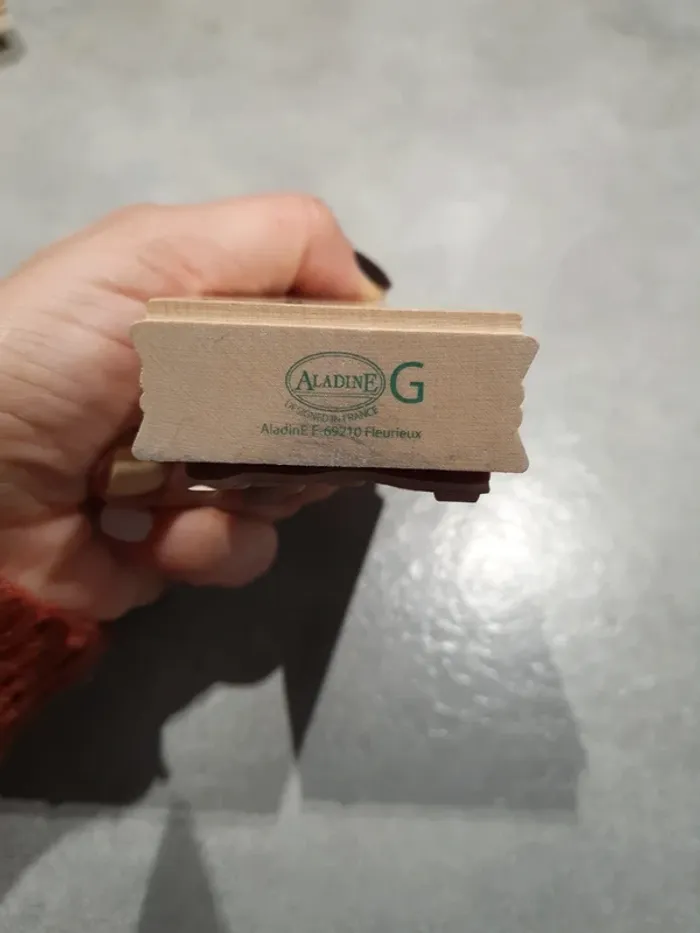 ALADINE G
DESIGNED IN FRANCE
AladinE F-69210 Fleurieux